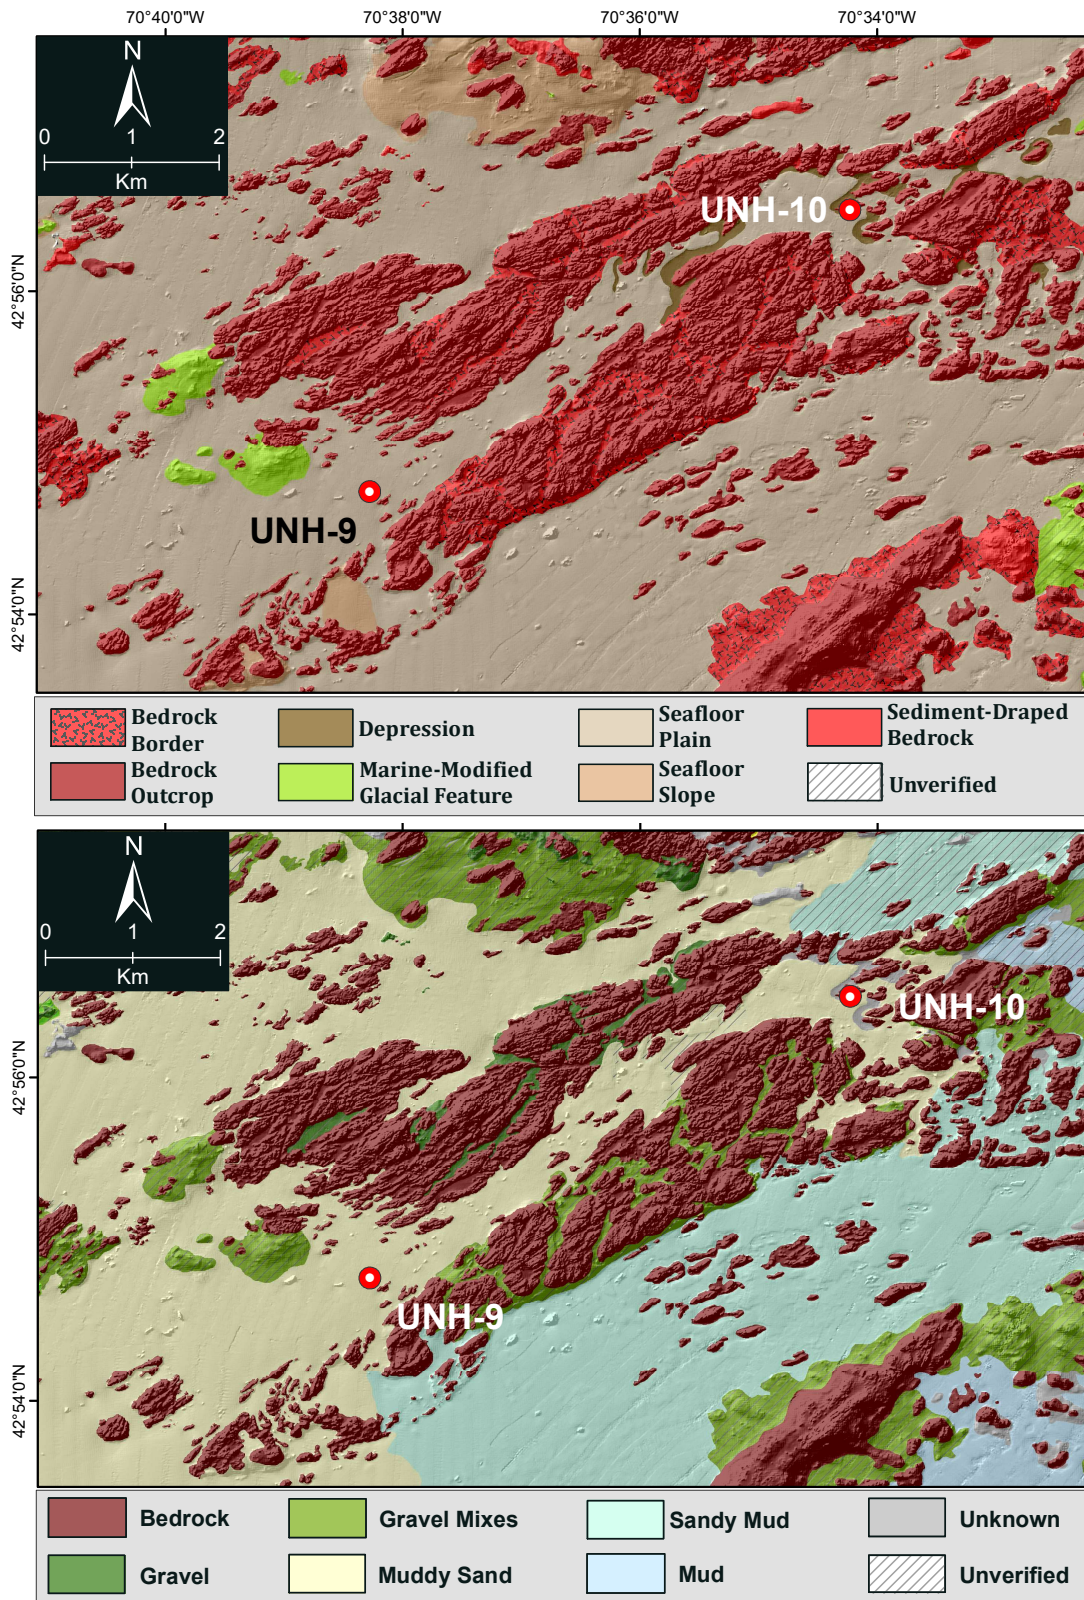 70°40'0"W 70°38'0"W 70°36'0"W 70°34'0"W
N
0 1 2
Km
UNH-10
42°56'0"N
UNH-9
42°54'0"N
Bedrock Border
Depression
Seafloor Plain
Sediment-Draped Bedrock
Bedrock Outcrop
Marine-Modified Glacial Feature
Seafloor Slope
Unverified
N
0 1 2
Km
UNH-10
42°56'0"N
UNH-9
42°54'0"N
Bedrock Gravel Mixes Sandy Mud Unknown
Gravel Muddy Sand Mud Unverified